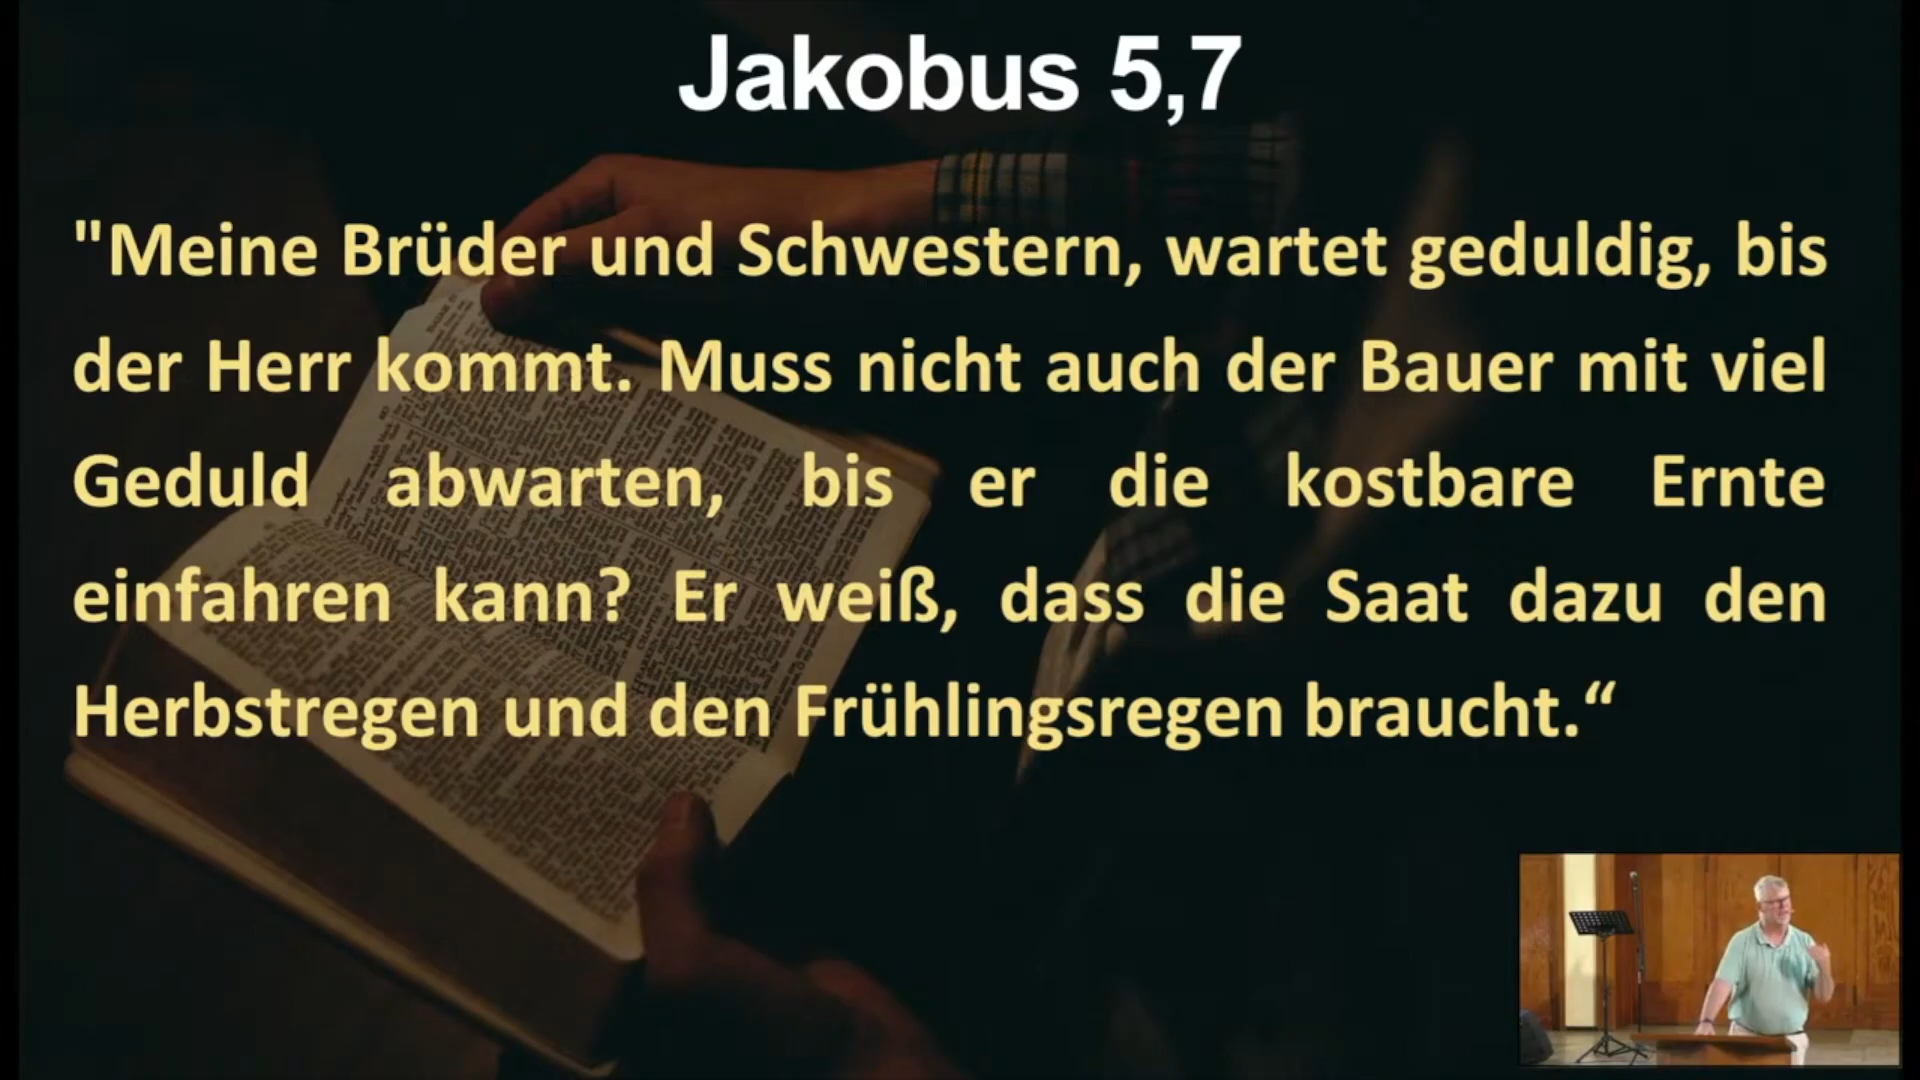 Jakobus 5,7
"Meine Brüder und Schwestern, wartet geduldig, bis
der Herr kommt. Muss nicht auch der Bauer mit viel
Geduld abwarten, bis er die kostbare Ernte
einfahren kann? Er weiß, dass die Saat dazu den
Herbstregen und den Frühlingsregen braucht.“